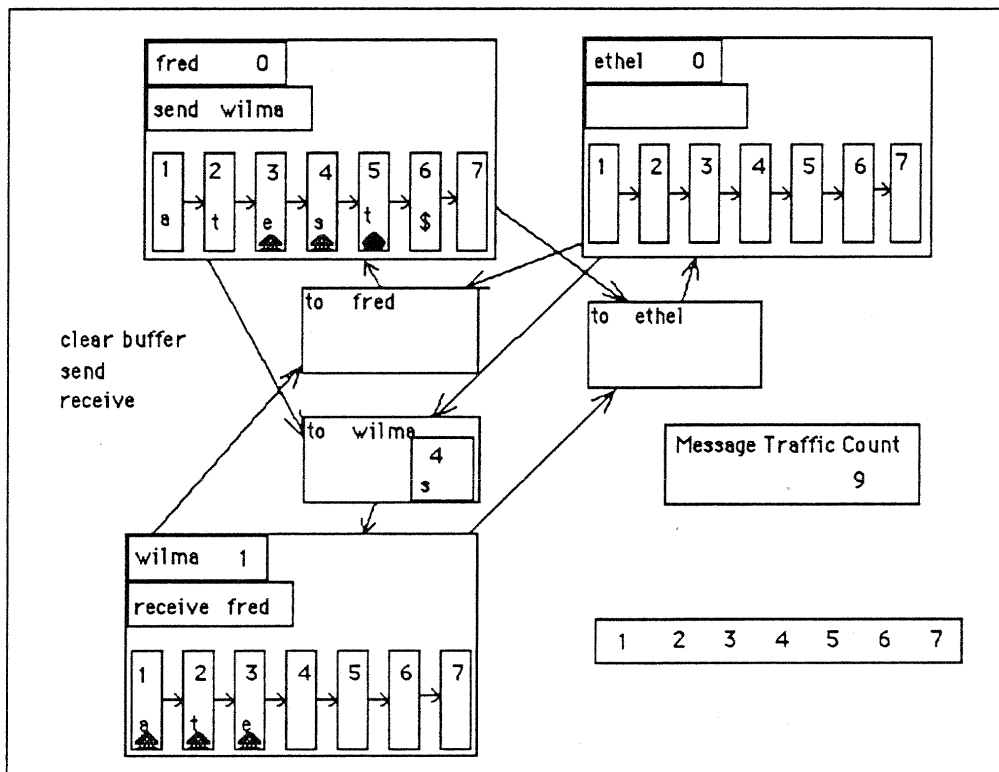 fred 0
send wilma
1 2 3 4 5 6 7
a t e s t $
ethel 0
1 2 3 4 5 6 7
to fred
to ethel
clear buffer
send
receive
to wilma
4
s
Message Traffic Count
9
wilma 1
receive fred
1 2 3 4 5 6 7
a t e
1 2 3 4 5 6 7